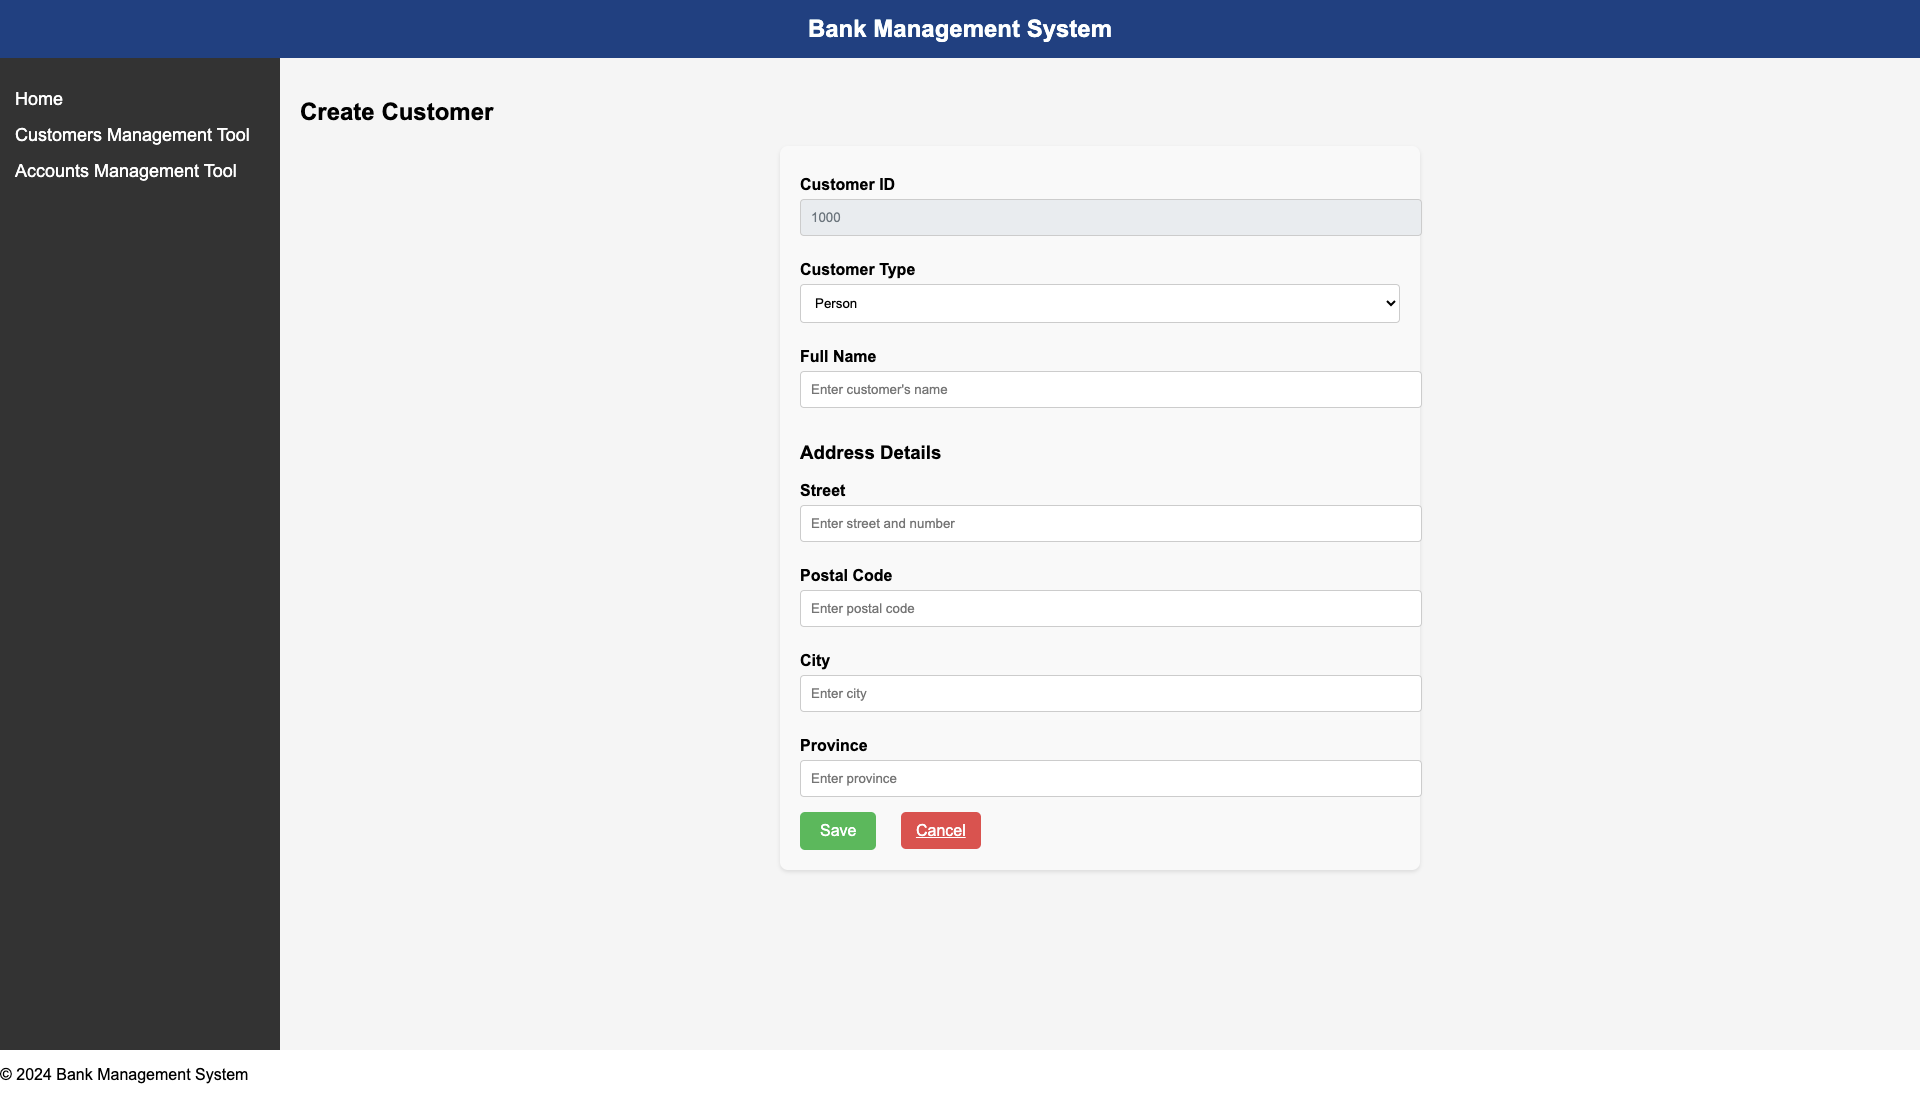 Bank Management System
Home
Customers Management Tool
Accounts Management Tool
Create Customer
Customer ID
1000
Customer Type
Person
Full Name
Enter customer's name
Address Details
Street
Enter street and number
Postal Code
Enter postal code
City
Enter city
Province
Enter province
Save Cancel
© 2024 Bank Management System